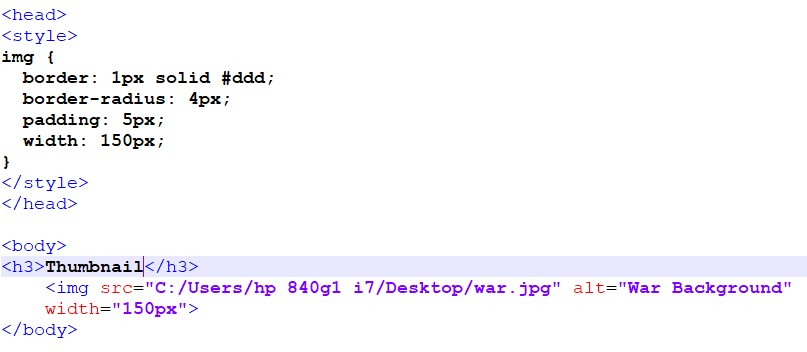 <head>
<style>
img {
  border: 1px solid #ddd;
  border-radius: 4px;
  padding: 5px;
  width: 150px;
}
</style>
</head>

<body>
<h3>Thumbnail</h3>
    <img src="C:/Users/hp 840g1 i7/Desktop/war.jpg" alt="War Background"
    width="150px">
</body>